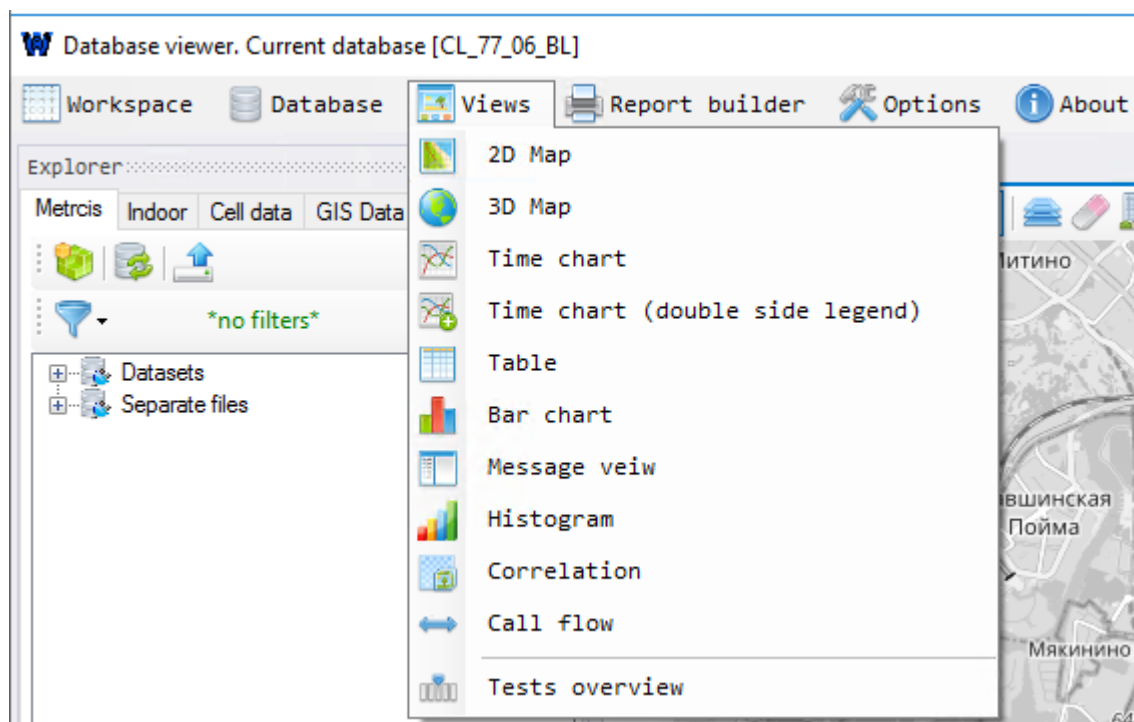 Database viewer. Current database [CL_77_06_BL]
Workspace Database Views Report builder Options About
Explorer
Metrcis Indoor Cell data GIS Data
*no filters*
Datasets
Separate files
2D Map
3D Map
Time chart
Time chart (double side legend)
Table
Bar chart
Message veiw
Histogram
Correlation
Call flow
Tests overview
Митино
Пойма
Мякинино